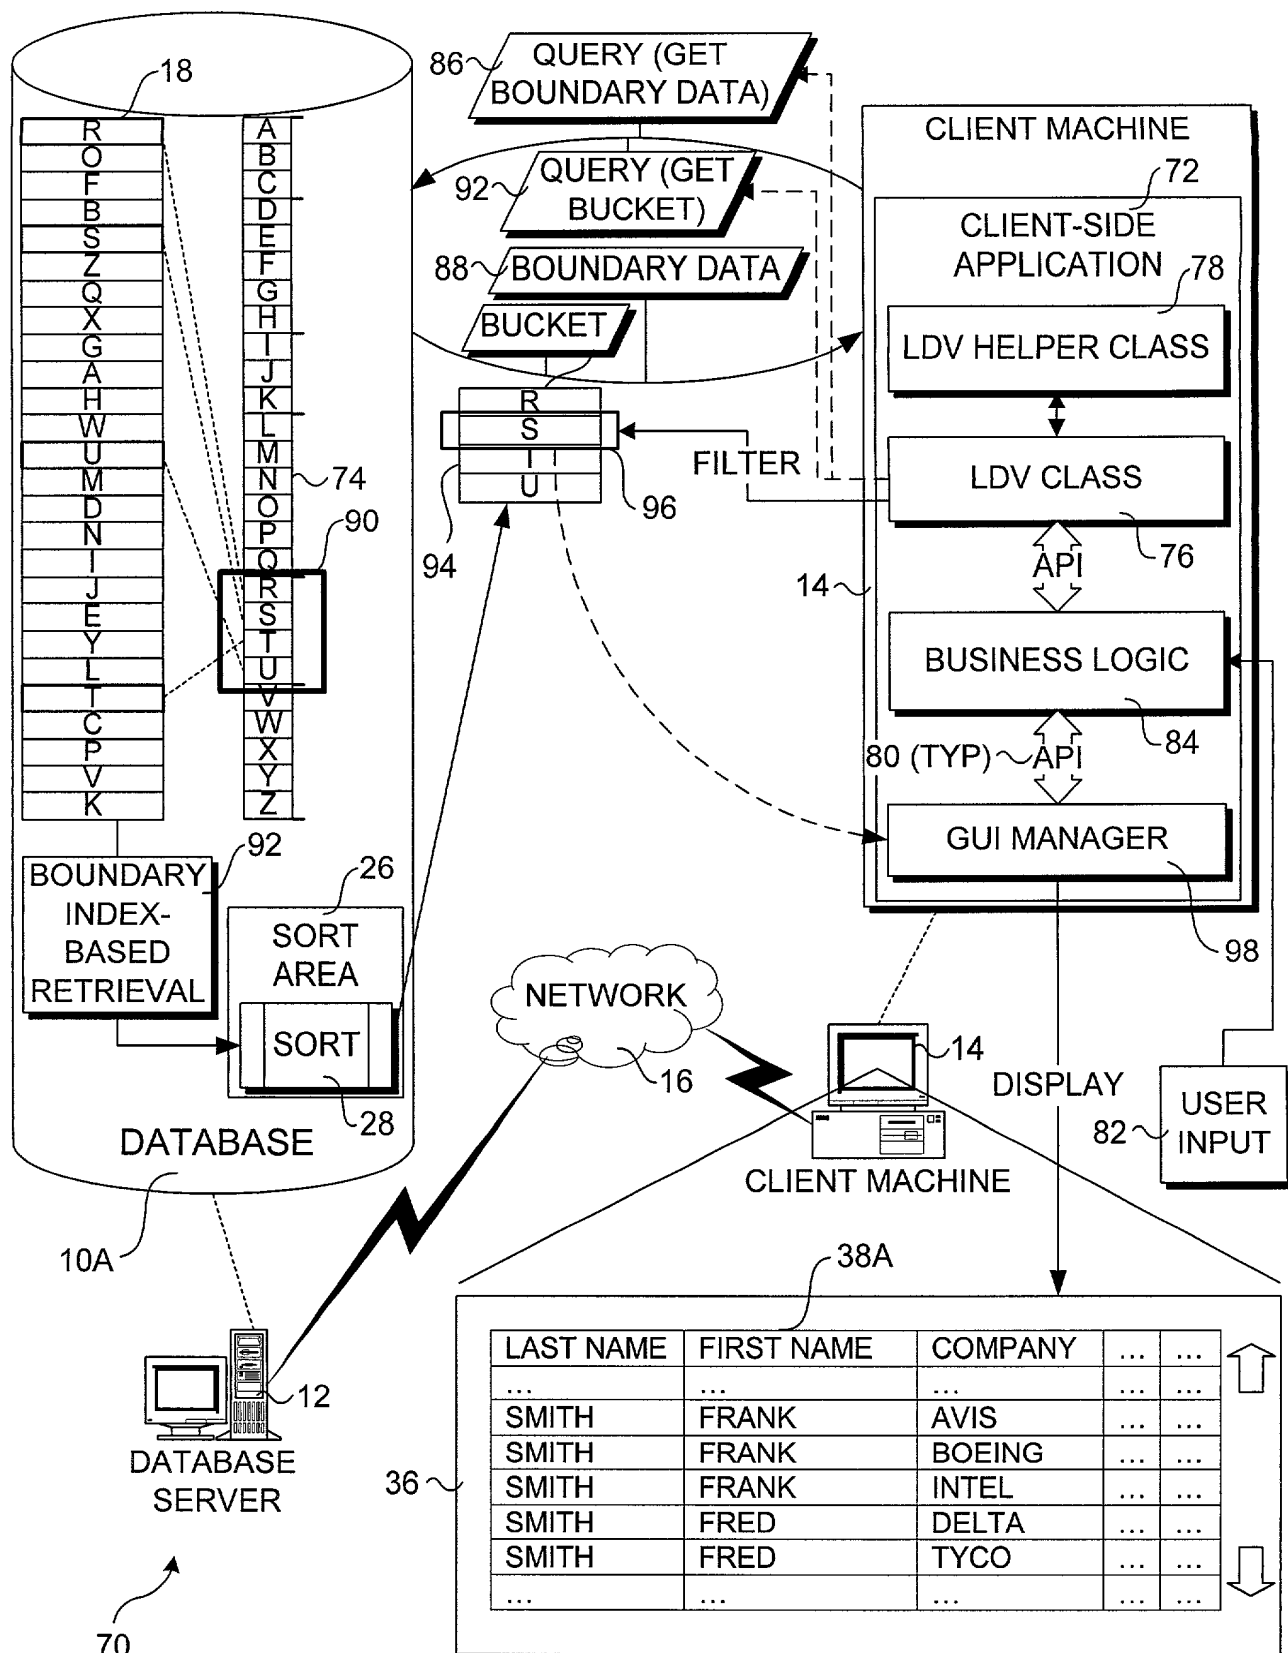 18
R
O
F
B
S
Z
Q
X
G
A
H
W
U
M
D
N
I
J
E
Y
L
T
C
P
V
K
A
B
C
D
E
F
G
H
I
J
K
L
M
N
O
P
Q
R
S
T
U
V
W
X
Y
Z
74
90
92
BOUNDARY
INDEX-
BASED
RETRIEVAL
26
SORT
AREA
SORT
28
DATABASE
10A
86
QUERY (GET
BOUNDARY DATA)
92
QUERY (GET
BUCKET)
88
BOUNDARY DATA
BUCKET
R
S
T
U
94
96
FILTER
CLIENT MACHINE
72
CLIENT-SIDE
APPLICATION
78
LDV HELPER CLASS
LDV CLASS
76
API
14
BUSINESS LOGIC
84
80 (TYP)
API
GUI MANAGER
98
NETWORK
16
14
CLIENT MACHINE
DISPLAY
82
USER
INPUT
12
DATABASE
SERVER
70
38A
36
LAST NAME FIRST NAME COMPANY ... ...
... ... ... ... ...
SMITH FRANK AVIS ... ...
SMITH FRANK BOEING ... ...
SMITH FRANK INTEL ... ...
SMITH FRED DELTA ... ...
SMITH FRED TYCO ... ...
... ... ... ... ...